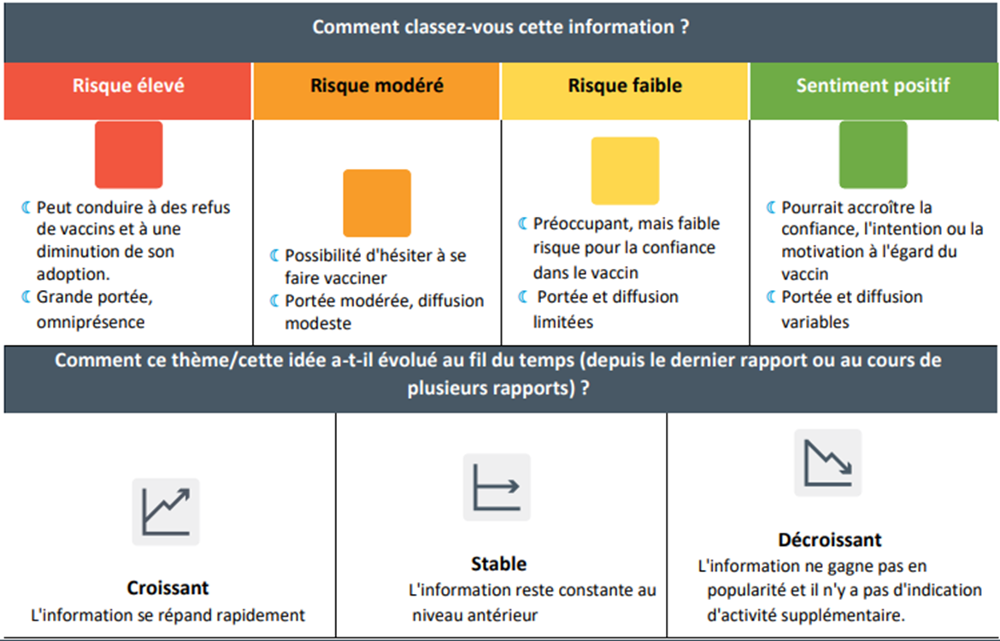 Comment classez-vous cette information ?
Risque élevé
Risque modéré
Risque faible
Sentiment positif
Peut conduire à des refus
de vaccins et à une
diminution de son
adoption.
Grande portée,
omniprésence
Possibilité d'hésiter à se
faire vacciner
Portée modérée, diffusion
modeste
Préoccupant, mais faible
risque pour la confiance
dans le vaccin
Portée et diffusion
limitées
Pourrait accroître la
confiance, l'intention ou la
motivation à l'égard du
vaccin
Portée et diffusion
variables
Comment ce thème/cette idée a-t-il évolué au fil du temps (depuis le dernier rapport ou au cours de
plusieurs rapports) ?
Croissant
L'information se répand rapidement
Stable
L'information reste constante au
niveau antérieur
Décroissant
L'information ne gagne pas en
popularité et il n'y a pas d'indication
d'activité supplémentaire.